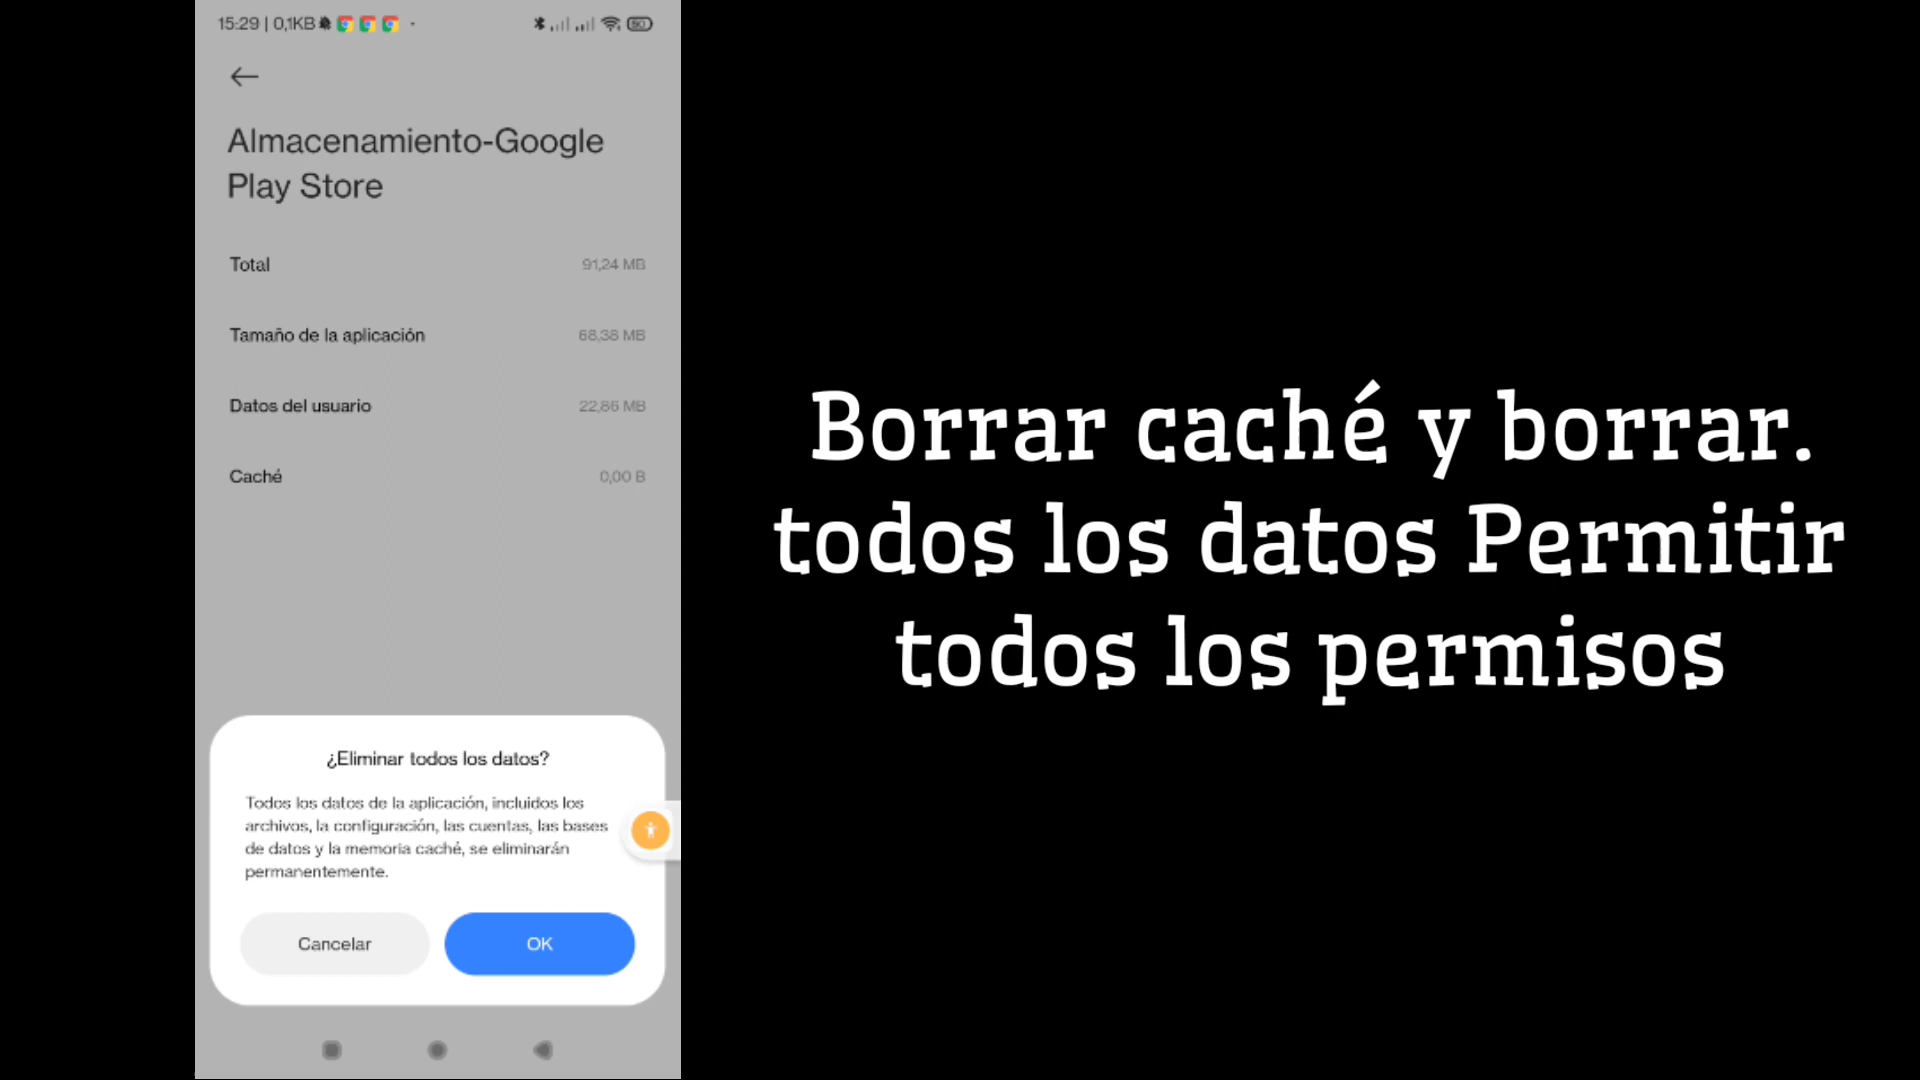 15:29 | 0,1KB
Almacenamiento-Google
Play Store
Total 91,24 MB
Tamaño de la aplicación 68,38 MB
Datos del usuario 22,86 MB
Caché 0,00 B
¿Eliminar todos los datos?
Todos los datos de la aplicación, incluidos los
archivos, la configuración, las cuentas, las bases
de datos y la memoria caché, se eliminarán
permanentemente.
Cancelar OK
Borrar caché y borrar.
todos los datos Permitir
todos los permisos